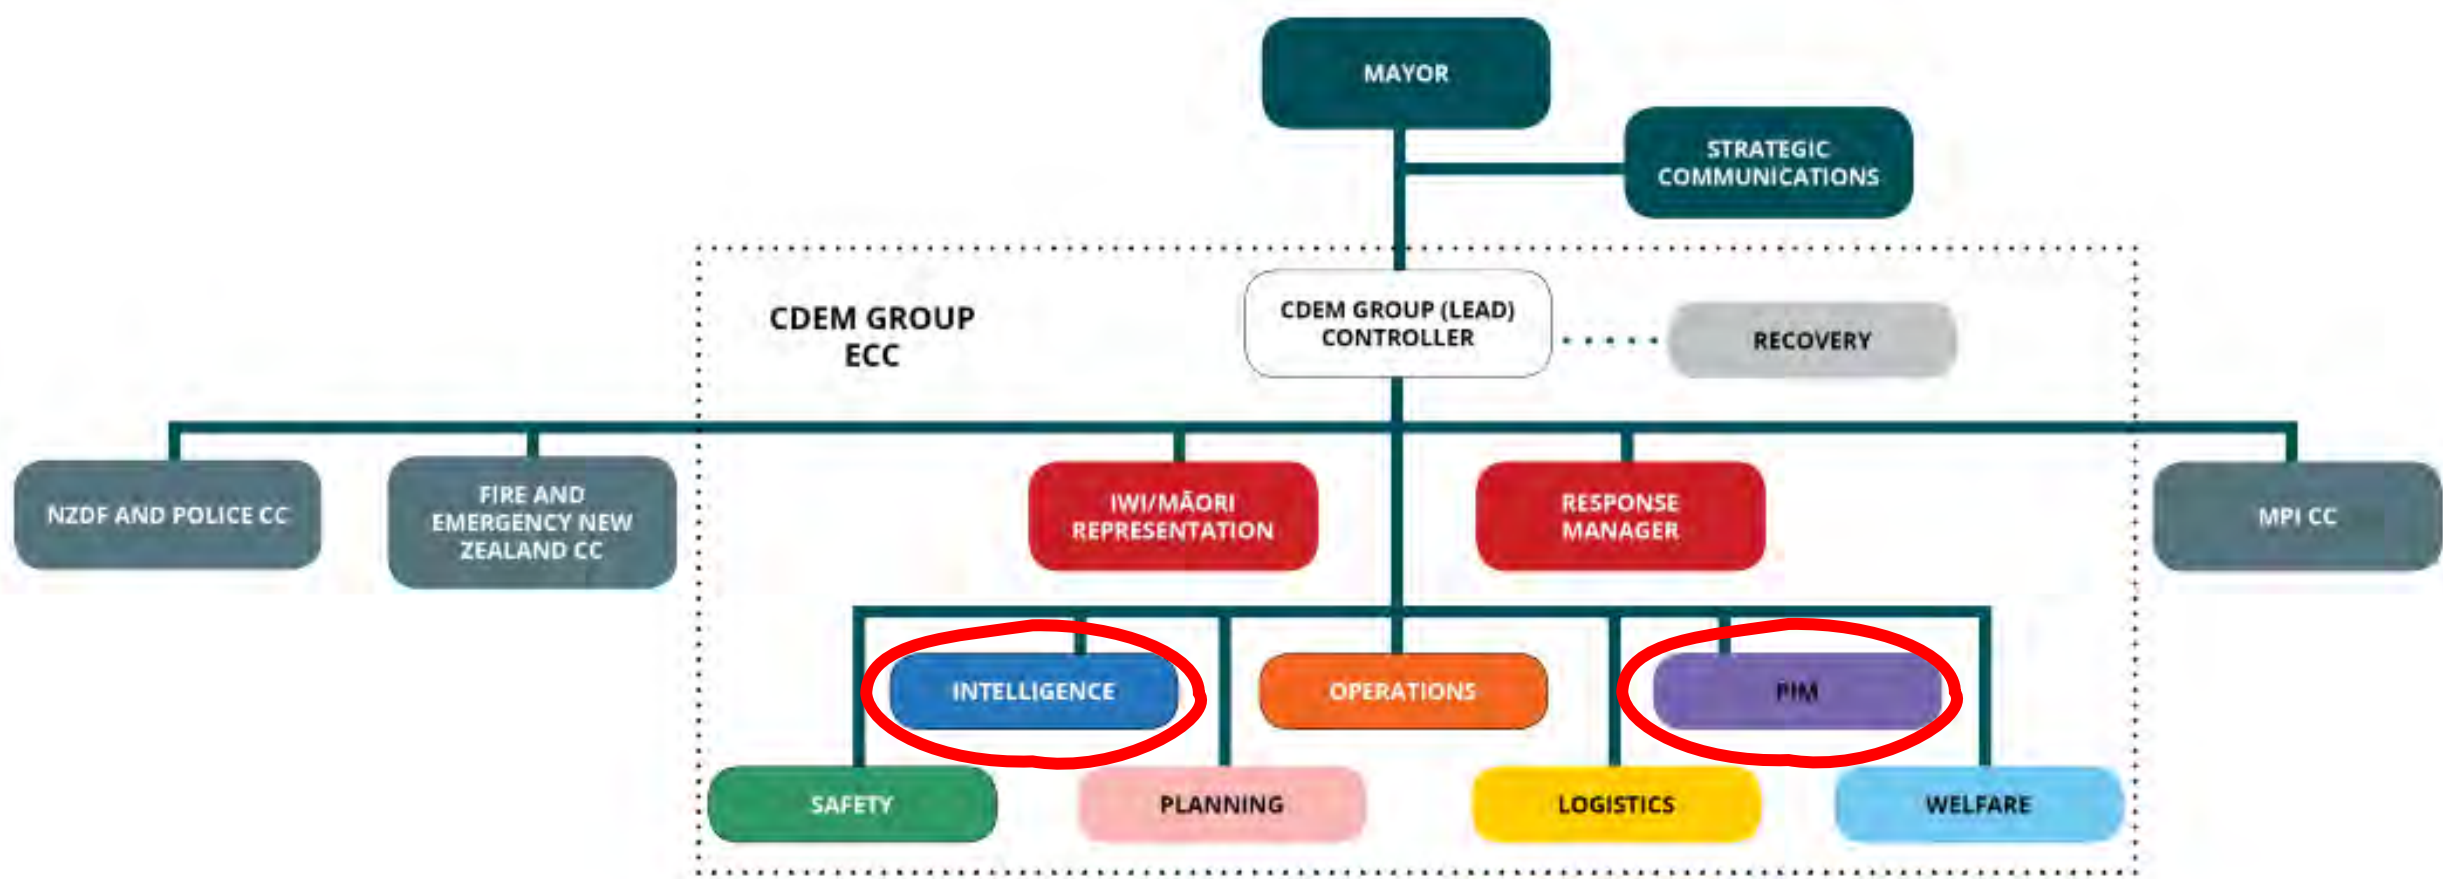 MAYOR
STRATEGIC
COMMUNICATIONS
CDEM GROUP
ECC
CDEM GROUP (LEAD)
CONTROLLER
RECOVERY
NZDF AND POLICE CC
FIRE AND
EMERGENCY NEW
ZEALAND CC
IWI/MĀORI
REPRESENTATION
RESPONSE
MANAGER
MPI CC
INTELLIGENCE
OPERATIONS
PIM
SAFETY
PLANNING
LOGISTICS
WELFARE